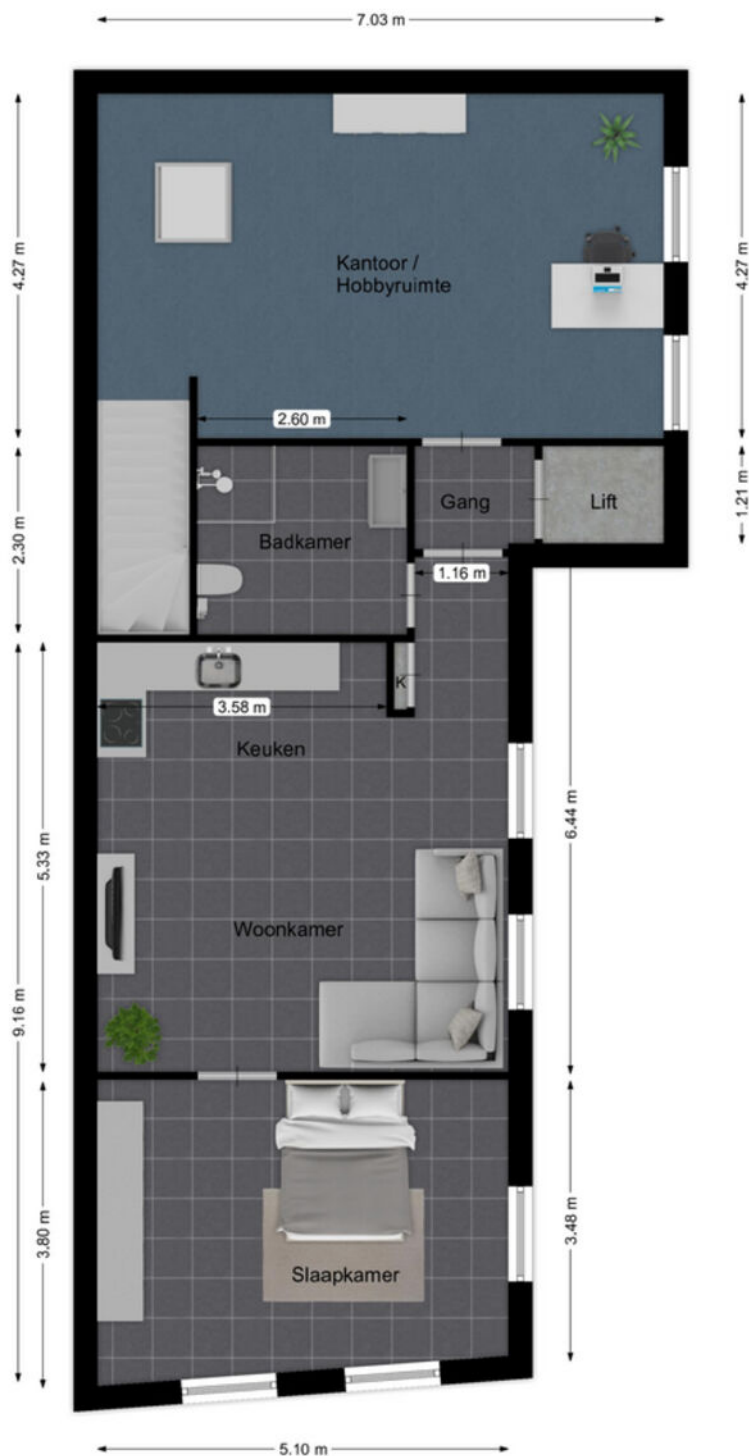 7.03 m
4.27 m
4.27 m
Kantoor /
Hobbyruimte
2.60 m
2.30 m
1.21 m
Gang
Lift
Badkamer
1.16 m
K
3.58 m
Keuken
5.33 m
6.44 m
Woonkamer
9.16 m
3.80 m
3.48 m
Slaapkamer
5.10 m